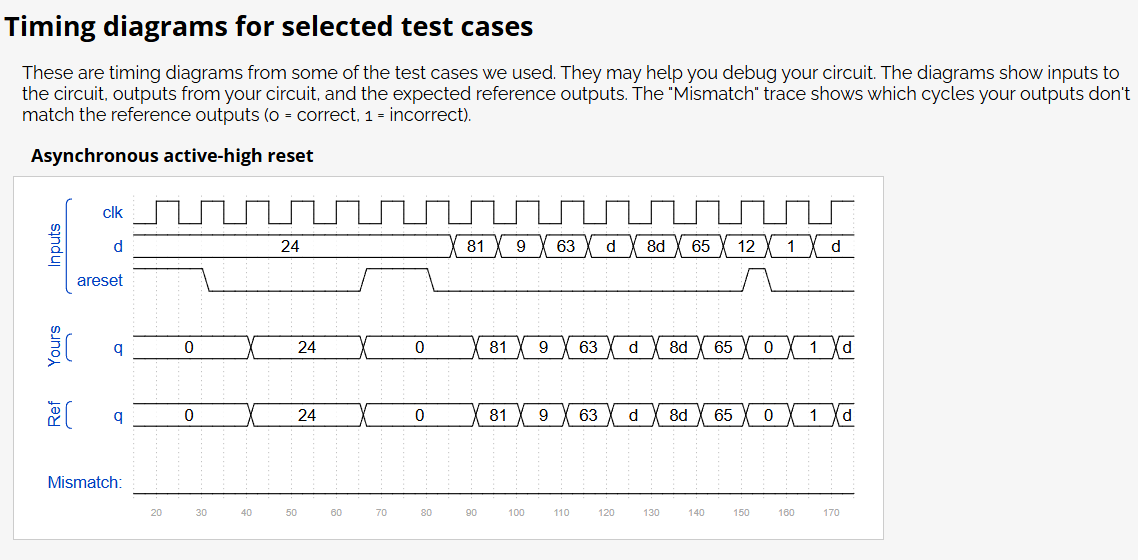 Timing diagrams for selected test cases
These are timing diagrams from some of the test cases we used. They may help you debug your circuit. The diagrams show inputs to
the circuit, outputs from your circuit, and the expected reference outputs. The "Mismatch" trace shows which cycles your outputs don't
match the reference outputs (0 = correct, 1 = incorrect).
Asynchronous active-high reset
Inputs
clk
d 24 81 9 63 d 8d 65 12 1 d
areset
Yours
q 0 24 0 81 9 63 d 8d 65 0 1 d
Ref
q 0 24 0 81 9 63 d 8d 65 0 1 d
Mismatch:
20 30 40 50 60 70 80 90 100 110 120 130 140 150 160 170